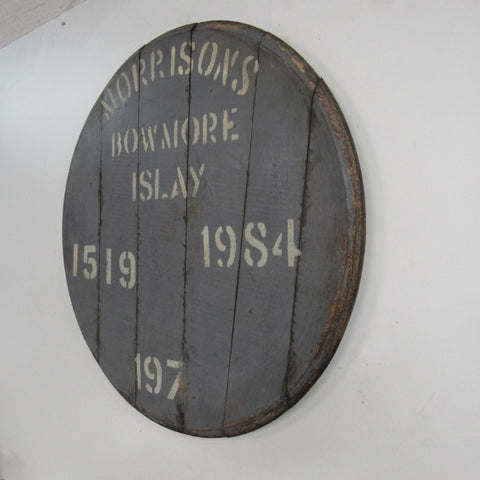 MORRISONS
BOWMORE
ISLAY
1519 1984
197